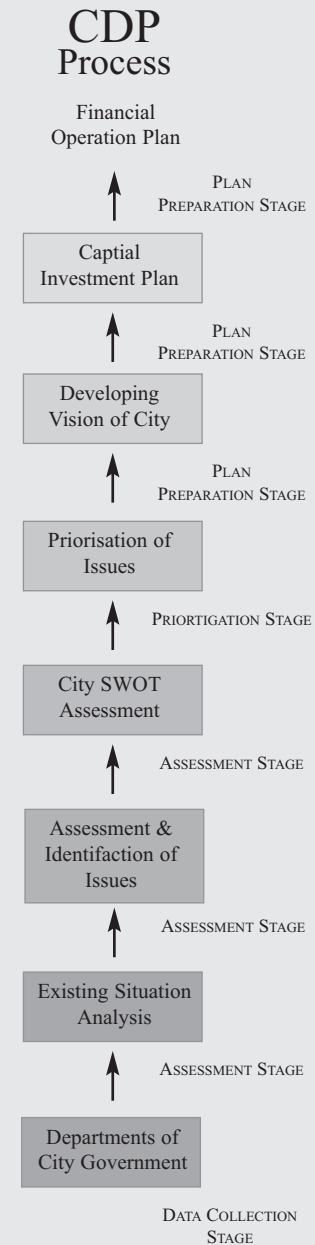 CDP
Process
Financial
Operation Plan
PLAN
PREPARATION STAGE
Captial
Investment Plan
PLAN
PREPARATION STAGE
Developing
Vision of City
PLAN
PREPARATION STAGE
Priorisation of
Issues
PRIORTIGATION STAGE
City SWOT
Assessment
ASSESSMENT STAGE
Assessment &
Identifaction of
Issues
ASSESSMENT STAGE
Existing Situation
Analysis
ASSESSMENT STAGE
Departments of
City Government
DATA COLLECTION
STAGE